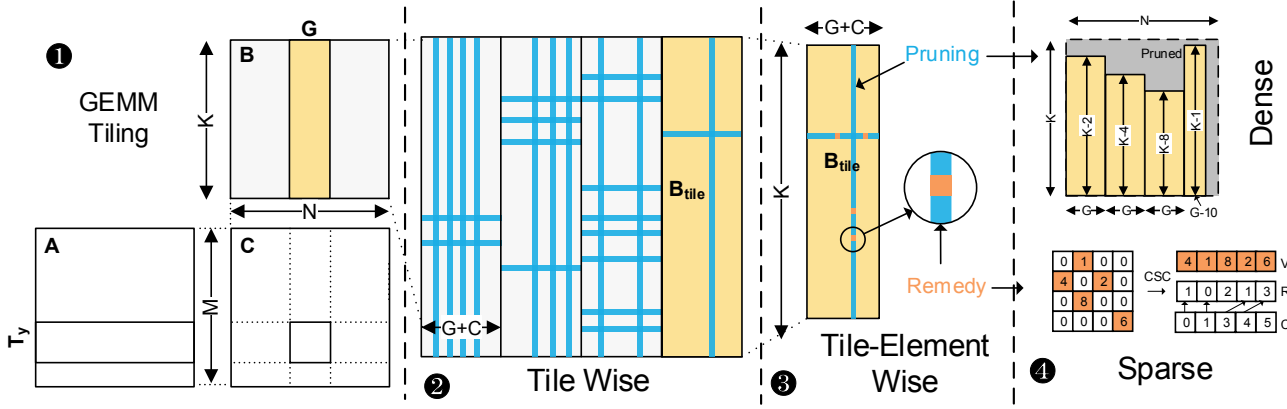 ❶
GEMM
Tiling
G
B
K
N
A
C
M
Ty
❷
G+C
Btile
Tile Wise
❸
G+C
K
Btile
Pruning
Remedy
Tile-Element
Wise
N
Pruned
K
K-2
K-4
K-8
K-1
G
G
G
G-10
Dense
0 1 0 0
4 0 2 0
0 8 0 0
0 0 0 6
CSC
4 1 8 2 6
V
1 0 2 1 3
R
0 1 3 4 5
❹
Sparse